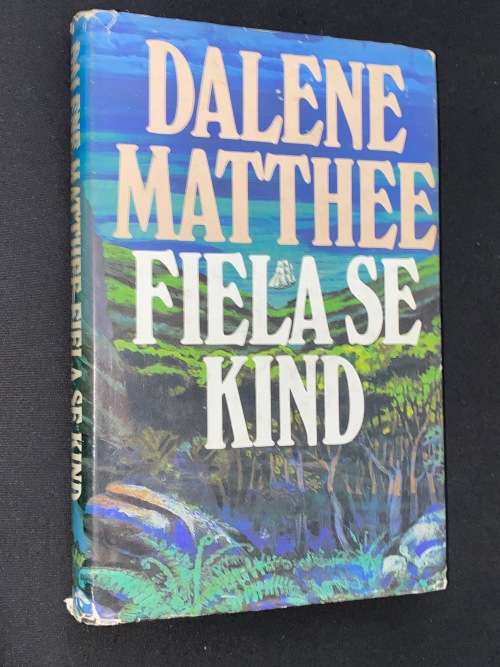 DALENE
MATTHEE
FIELA SE
KIND
DALENE MATTHEE FIELA SE KIND